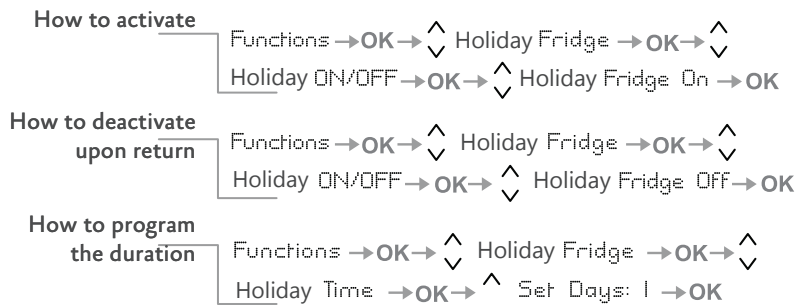 How to activate
Functions → OK → Holiday Fridge → OK →
Holiday ON/OFF → OK → Holiday Fridge On → OK
How to deactivate
upon return
Functions → OK → Holiday Fridge → OK →
Holiday ON/OFF → OK → Holiday Fridge Off → OK
How to program
the duration
Functions → OK → Holiday Fridge → OK →
Holiday Time → OK → Set Days: 1 → OK